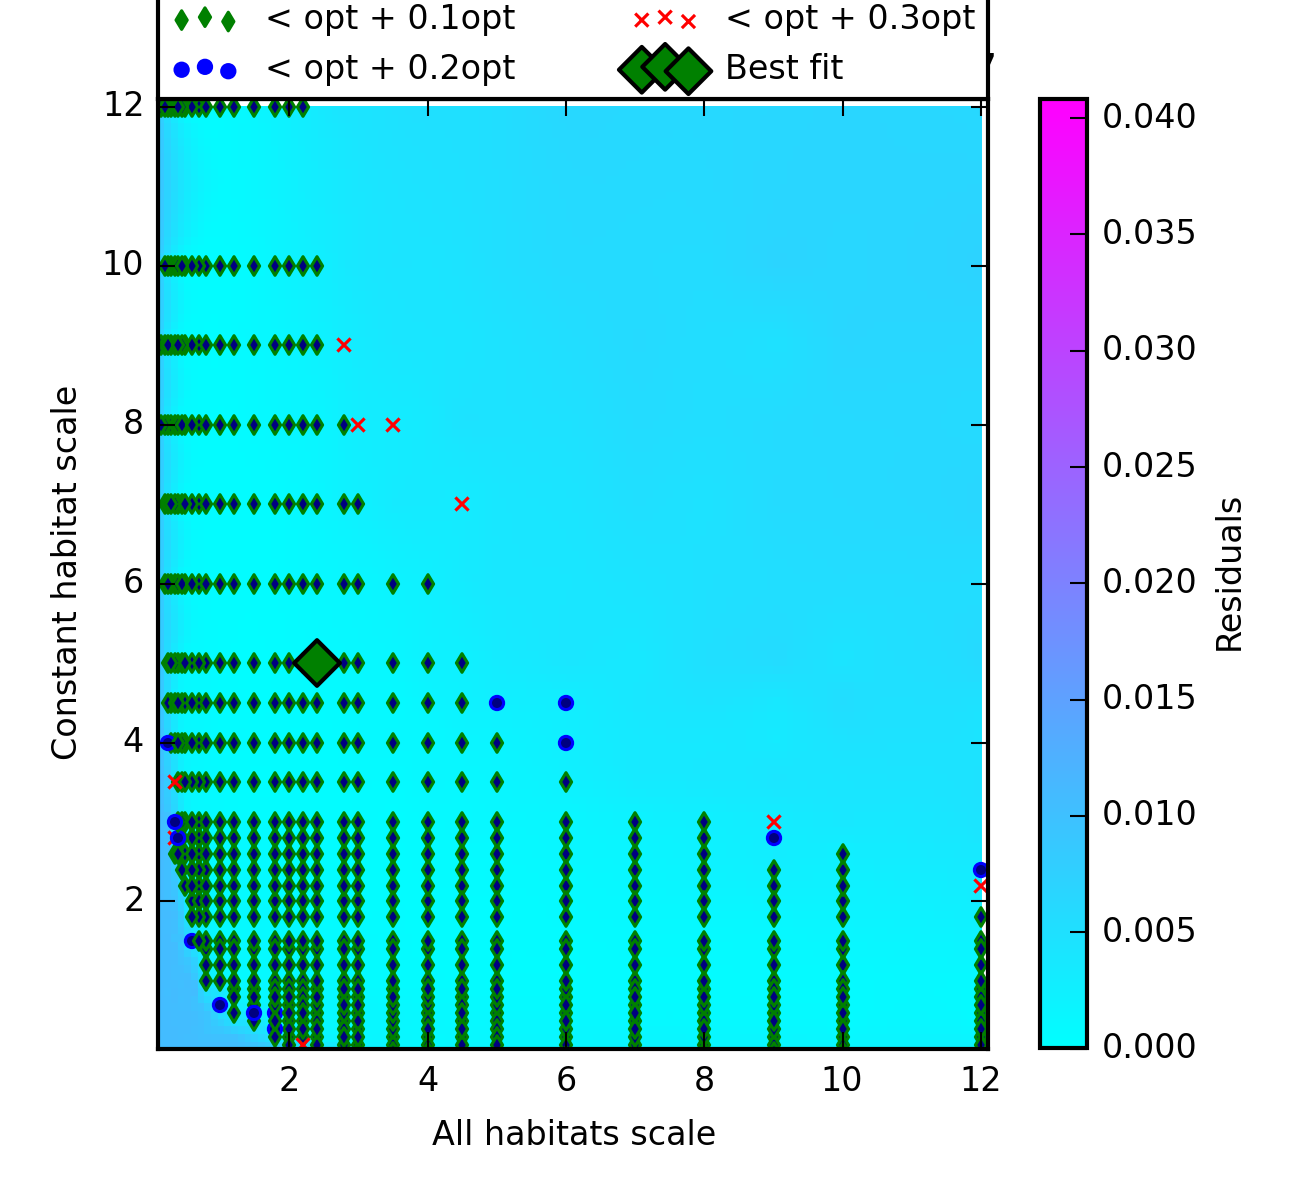 < opt + 0.1opt < opt + 0.3opt
< opt + 0.2opt Best fit
12
10
8
6
4
2
2 4 6 8 10 12
All habitats scale
Constant habitat scale
0.040
0.035
0.030
0.025
0.020
0.015
0.010
0.005
0.000
Residuals